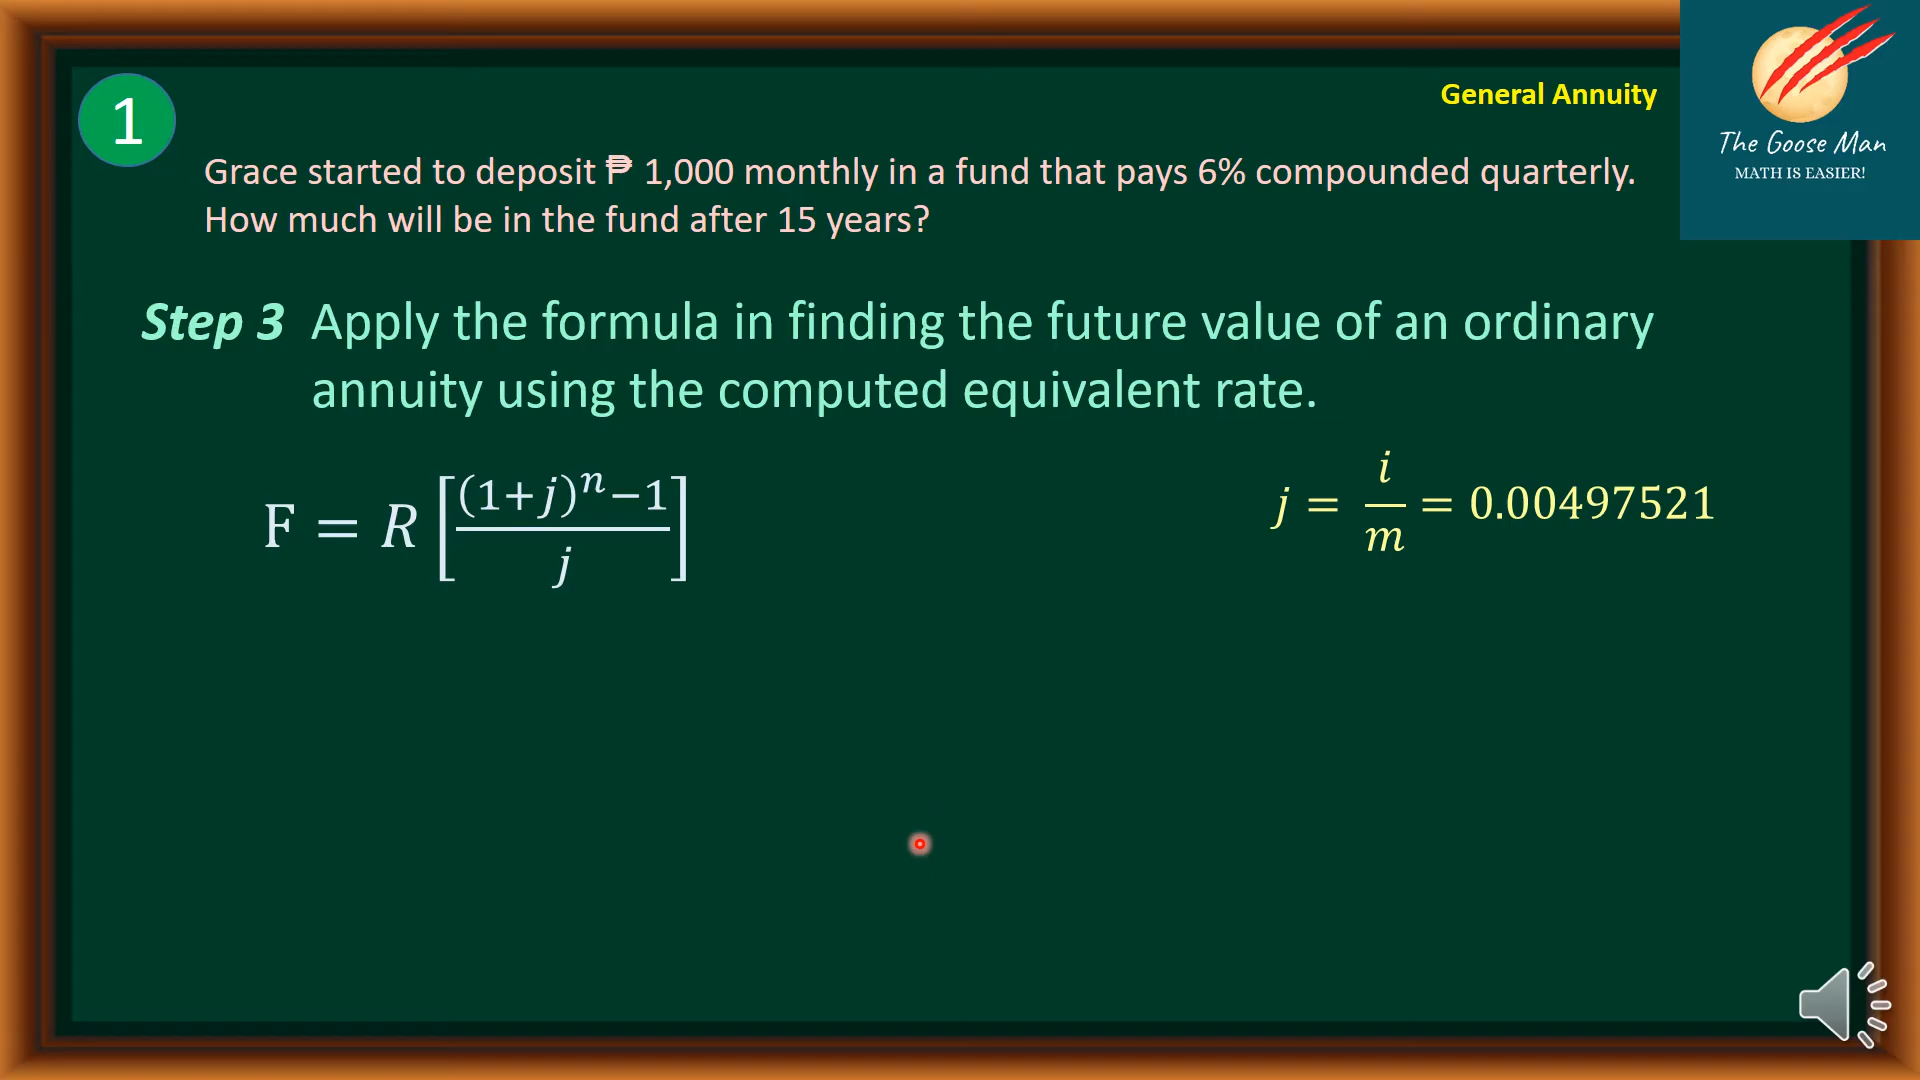 1
General Annuity
The Goose Man
MATH IS EASIER!
Grace started to deposit ₱ 1,000 monthly in a fund that pays 6% compounded quarterly.
How much will be in the fund after 15 years?
Step 3 Apply the formula in finding the future value of an ordinary
annuity using the computed equivalent rate.
F = R [((1+j)ⁿ−1)/j]
j = i/m = 0.00497521